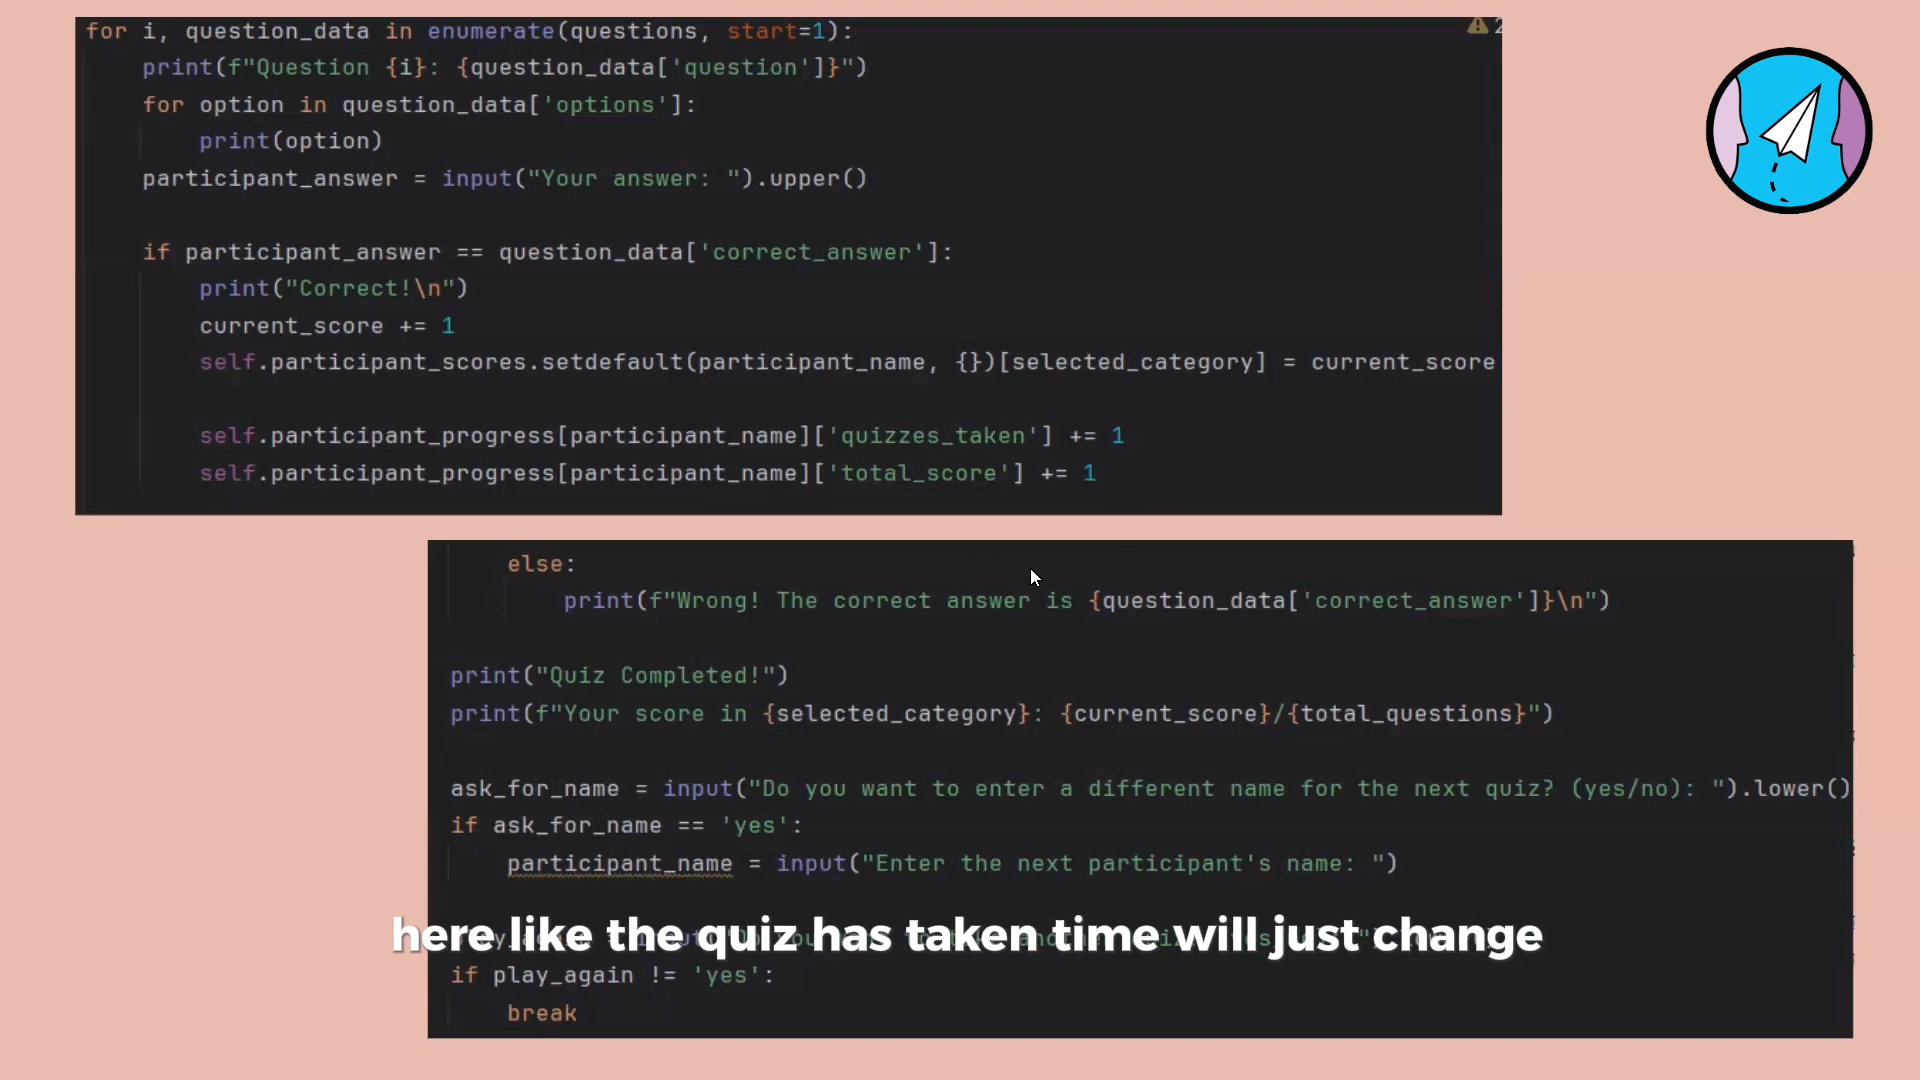 for i, question_data in enumerate(questions, start=1):
print(f"Question {i}: {question_data['question']}")
for option in question_data['options']:
print(option)
participant_answer = input("Your answer: ").upper()
if participant_answer == question_data['correct_answer']:
print("Correct!\n")
current_score += 1
self.participant_scores.setdefault(participant_name, {})[selected_category] = current_score
self.participant_progress[participant_name]['quizzes_taken'] += 1
self.participant_progress[participant_name]['total_score'] += 1
else:
print(f"Wrong! The correct answer is {question_data['correct_answer']}\n")
print("Quiz Completed!")
print(f"Your score in {selected_category}: {current_score}/{total_questions}")
ask_for_name = input("Do you want to enter a different name for the next quiz? (yes/no): ").lower()
if ask_for_name == 'yes':
participant_name = input("Enter the next participant's name: ")
here like the quiz has taken time will just change
if play_again != 'yes':
break